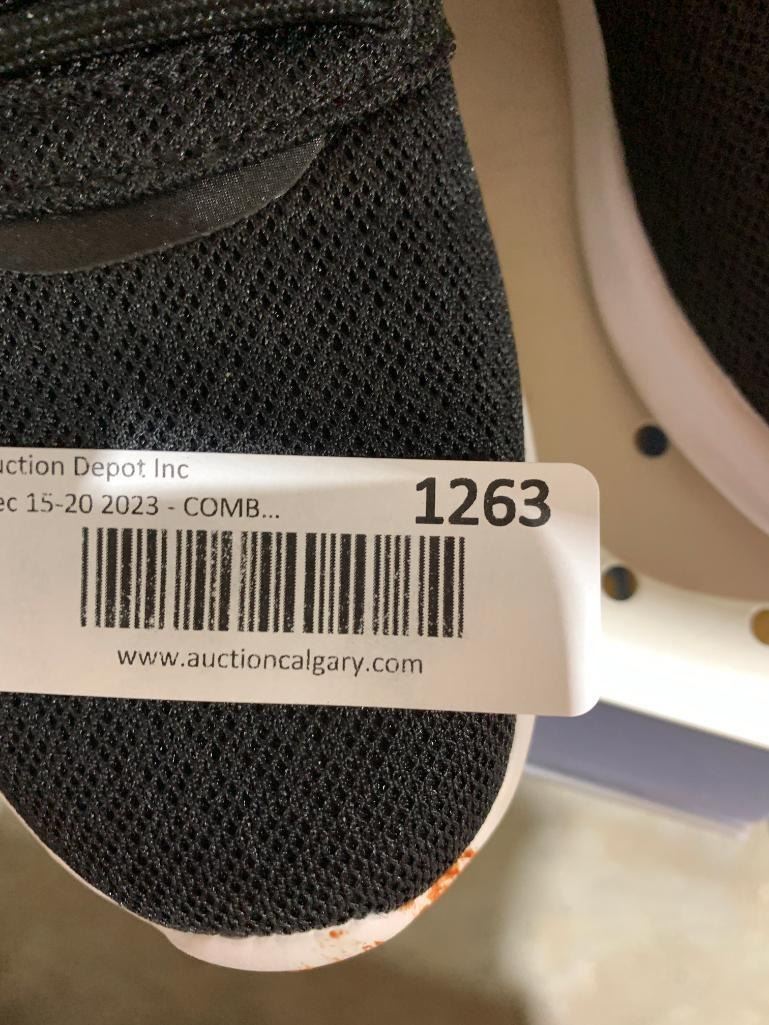 uction Depot Inc
ec 15-20 2023 - COMB...
1263
www.auctioncalgary.com